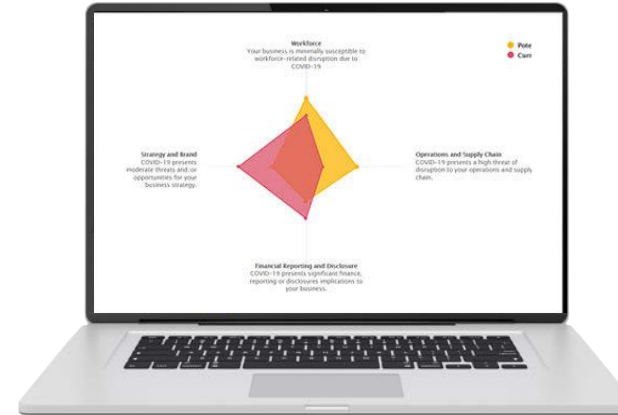 Workforce
Your business is minimally susceptible to
workforce-related disruption due to
COVID-19
Pote
Curr
Strategy and Brand
COVID-19 presents
moderate threats and/or
opportunities for your
business strategy.
Operations and Supply Chain
COVID-19 presents a high threat of
disruption to your operations and supply
chain.
Financial Reporting and Disclosure
COVID-19 presents significant finance,
reporting or disclosures implications to
your business.